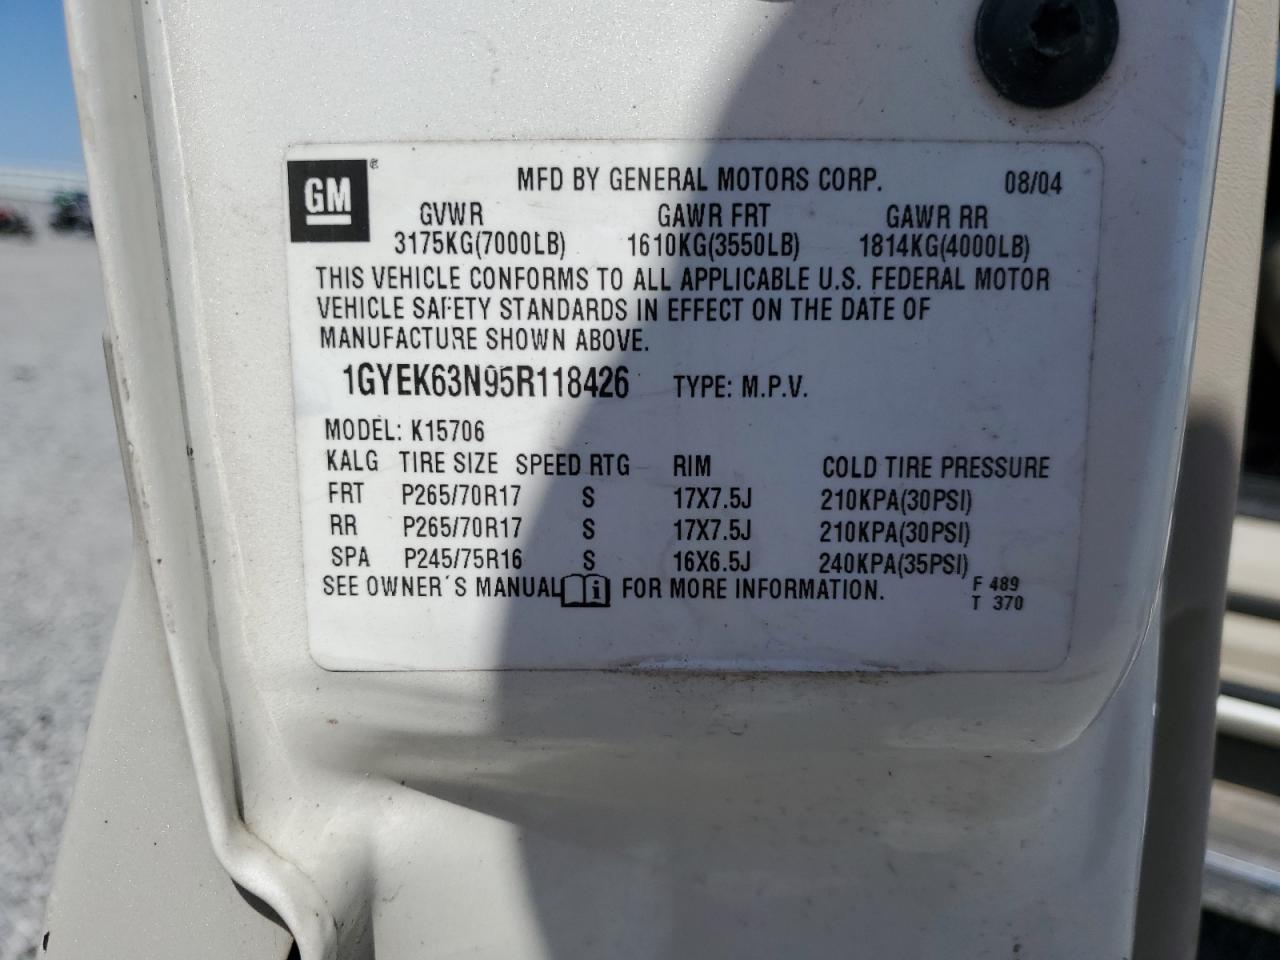 GM ®
MFD BY GENERAL MOTORS CORP. 08/04
GVWR GAWR FRT GAWR RR
3175KG(7000LB) 1610KG(3550LB) 1814KG(4000LB)
THIS VEHICLE CONFORMS TO ALL APPLICABLE U.S. FEDERAL MOTOR
VEHICLE SAFETY STANDARDS IN EFFECT ON THE DATE OF
MANUFACTURE SHOWN ABOVE.
1GYEK63N95R118426 TYPE: M.P.V.
MODEL: K15706
KALG TIRE SIZE SPEED RTG RIM COLD TIRE PRESSURE
FRT P265/70R17 S 17X7.5J 210KPA(30PSI)
RR P265/70R17 S 17X7.5J 210KPA(30PSI)
SPA P245/75R16 S 16X6.5J 240KPA(35PSI)
SEE OWNER'S MANUAL i FOR MORE INFORMATION. F 489
T 370